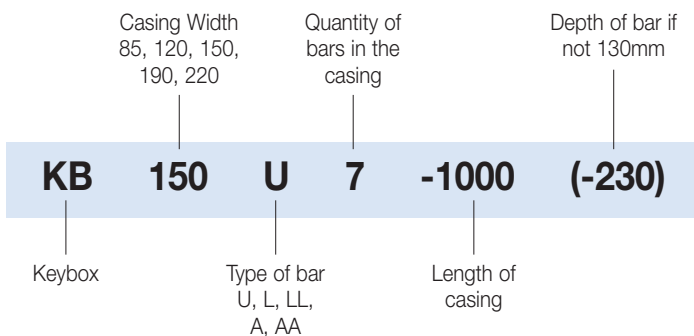 Casing Width
85, 120, 150,
190, 220
Quantity of
bars in the
casing
Depth of bar if
not 130mm
KB 150 U 7 -1000 (-230)
Keybox
Type of bar
U, L, LL,
A, AA
Length of
casing